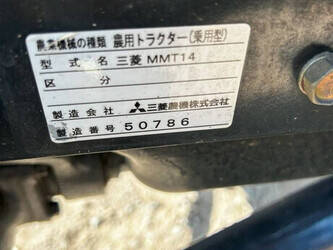 農業機械の種類 農用トラクター(乗用型)
型式名 三菱 MMT14
区分
製造会社 三菱農機株式会社
製造番号 50786